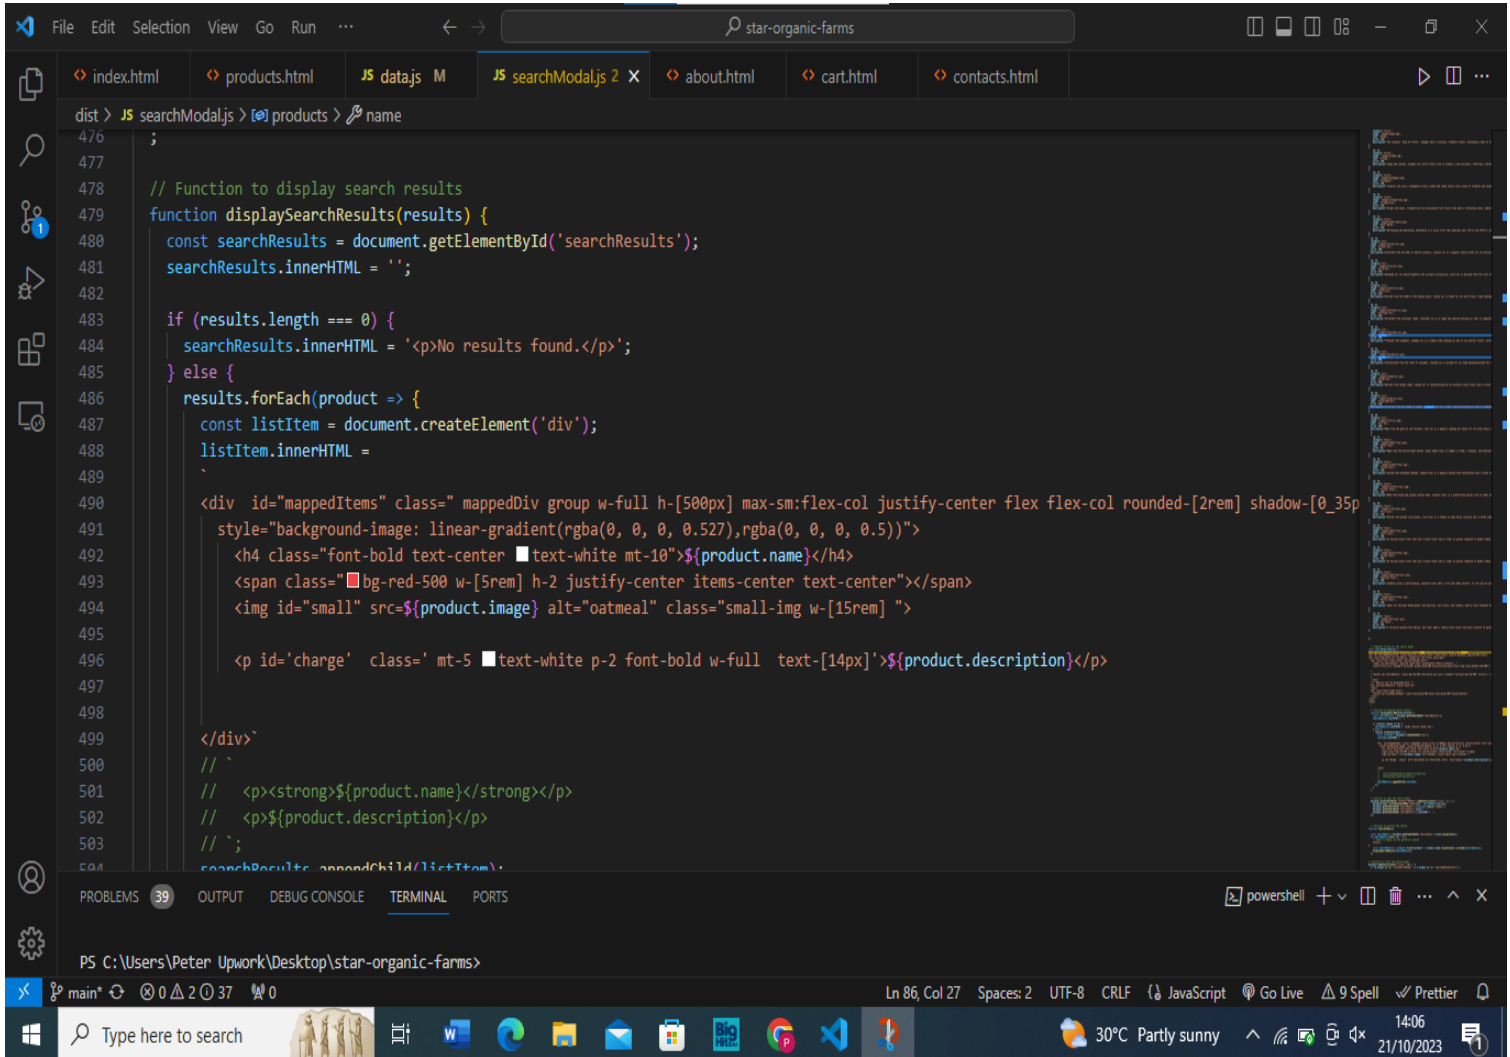 File Edit Selection View Go Run ··· star-organic-farms
index.html products.html JS data.js M JS searchModal.js 2 about.html cart.html contacts.html
dist > JS searchModal.js > products > name
476 ;
477
478 // Function to display search results
479 function displaySearchResults(results) {
480 const searchResults = document.getElementById('searchResults');
481 searchResults.innerHTML = '';
482
483 if (results.length === 0) {
484 searchResults.innerHTML = '<p>No results found.</p>';
485 } else {
486 results.forEach(product => {
487 const listItem = document.createElement('div');
488 listItem.innerHTML =
489 `
490 <div  id="mappedItems" class=" mappedDiv group w-full h-[500px] max-sm:flex-col justify-center flex flex-col rounded-[2rem] shadow-[0_35p
491 style="background-image: linear-gradient(rgba(0, 0, 0, 0.527),rgba(0, 0, 0, 0.5))">
492 <h4 class="font-bold text-center text-white mt-10">${product.name}</h4>
493 <span class="bg-red-500 w-[5rem] h-2 justify-center items-center text-center"></span>
494 <img id="small" src=${product.image} alt="oatmeal" class="small-img w-[15rem] ">
495
496 <p id='charge'  class=' mt-5 text-white p-2 font-bold w-full  text-[14px]'>${product.description}</p>
497
498
499 </div>`
500 // `
501 //   <p><strong>${product.name}</strong></p>
502 //   <p>${product.description}</p>
503 // `;
504 searchResults.appendChild(listItem);
PROBLEMS 39 OUTPUT DEBUG CONSOLE TERMINAL PORTS powershell
PS C:\Users\Peter Upwork\Desktop\star-organic-farms>
main* 0 2 37 0 Ln 86, Col 27 Spaces: 2 UTF-8 CRLF JavaScript Go Live 9 Spell Prettier
Type here to search 30°C Partly sunny 14:06
21/10/2023